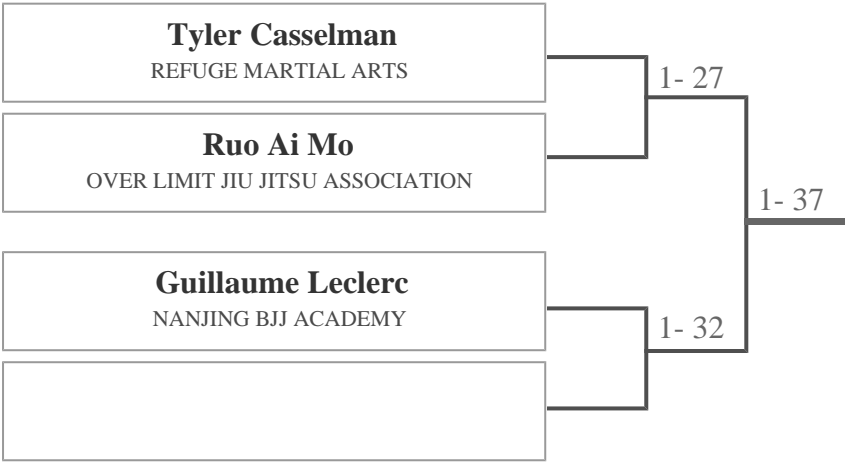 Tyler Casselman
REFUGE MARTIAL ARTS
1- 27
Ruo Ai Mo
OVER LIMIT JIU JITSU ASSOCIATION
1- 37
Guillaume Leclerc
NANJING BJJ ACADEMY
1- 32